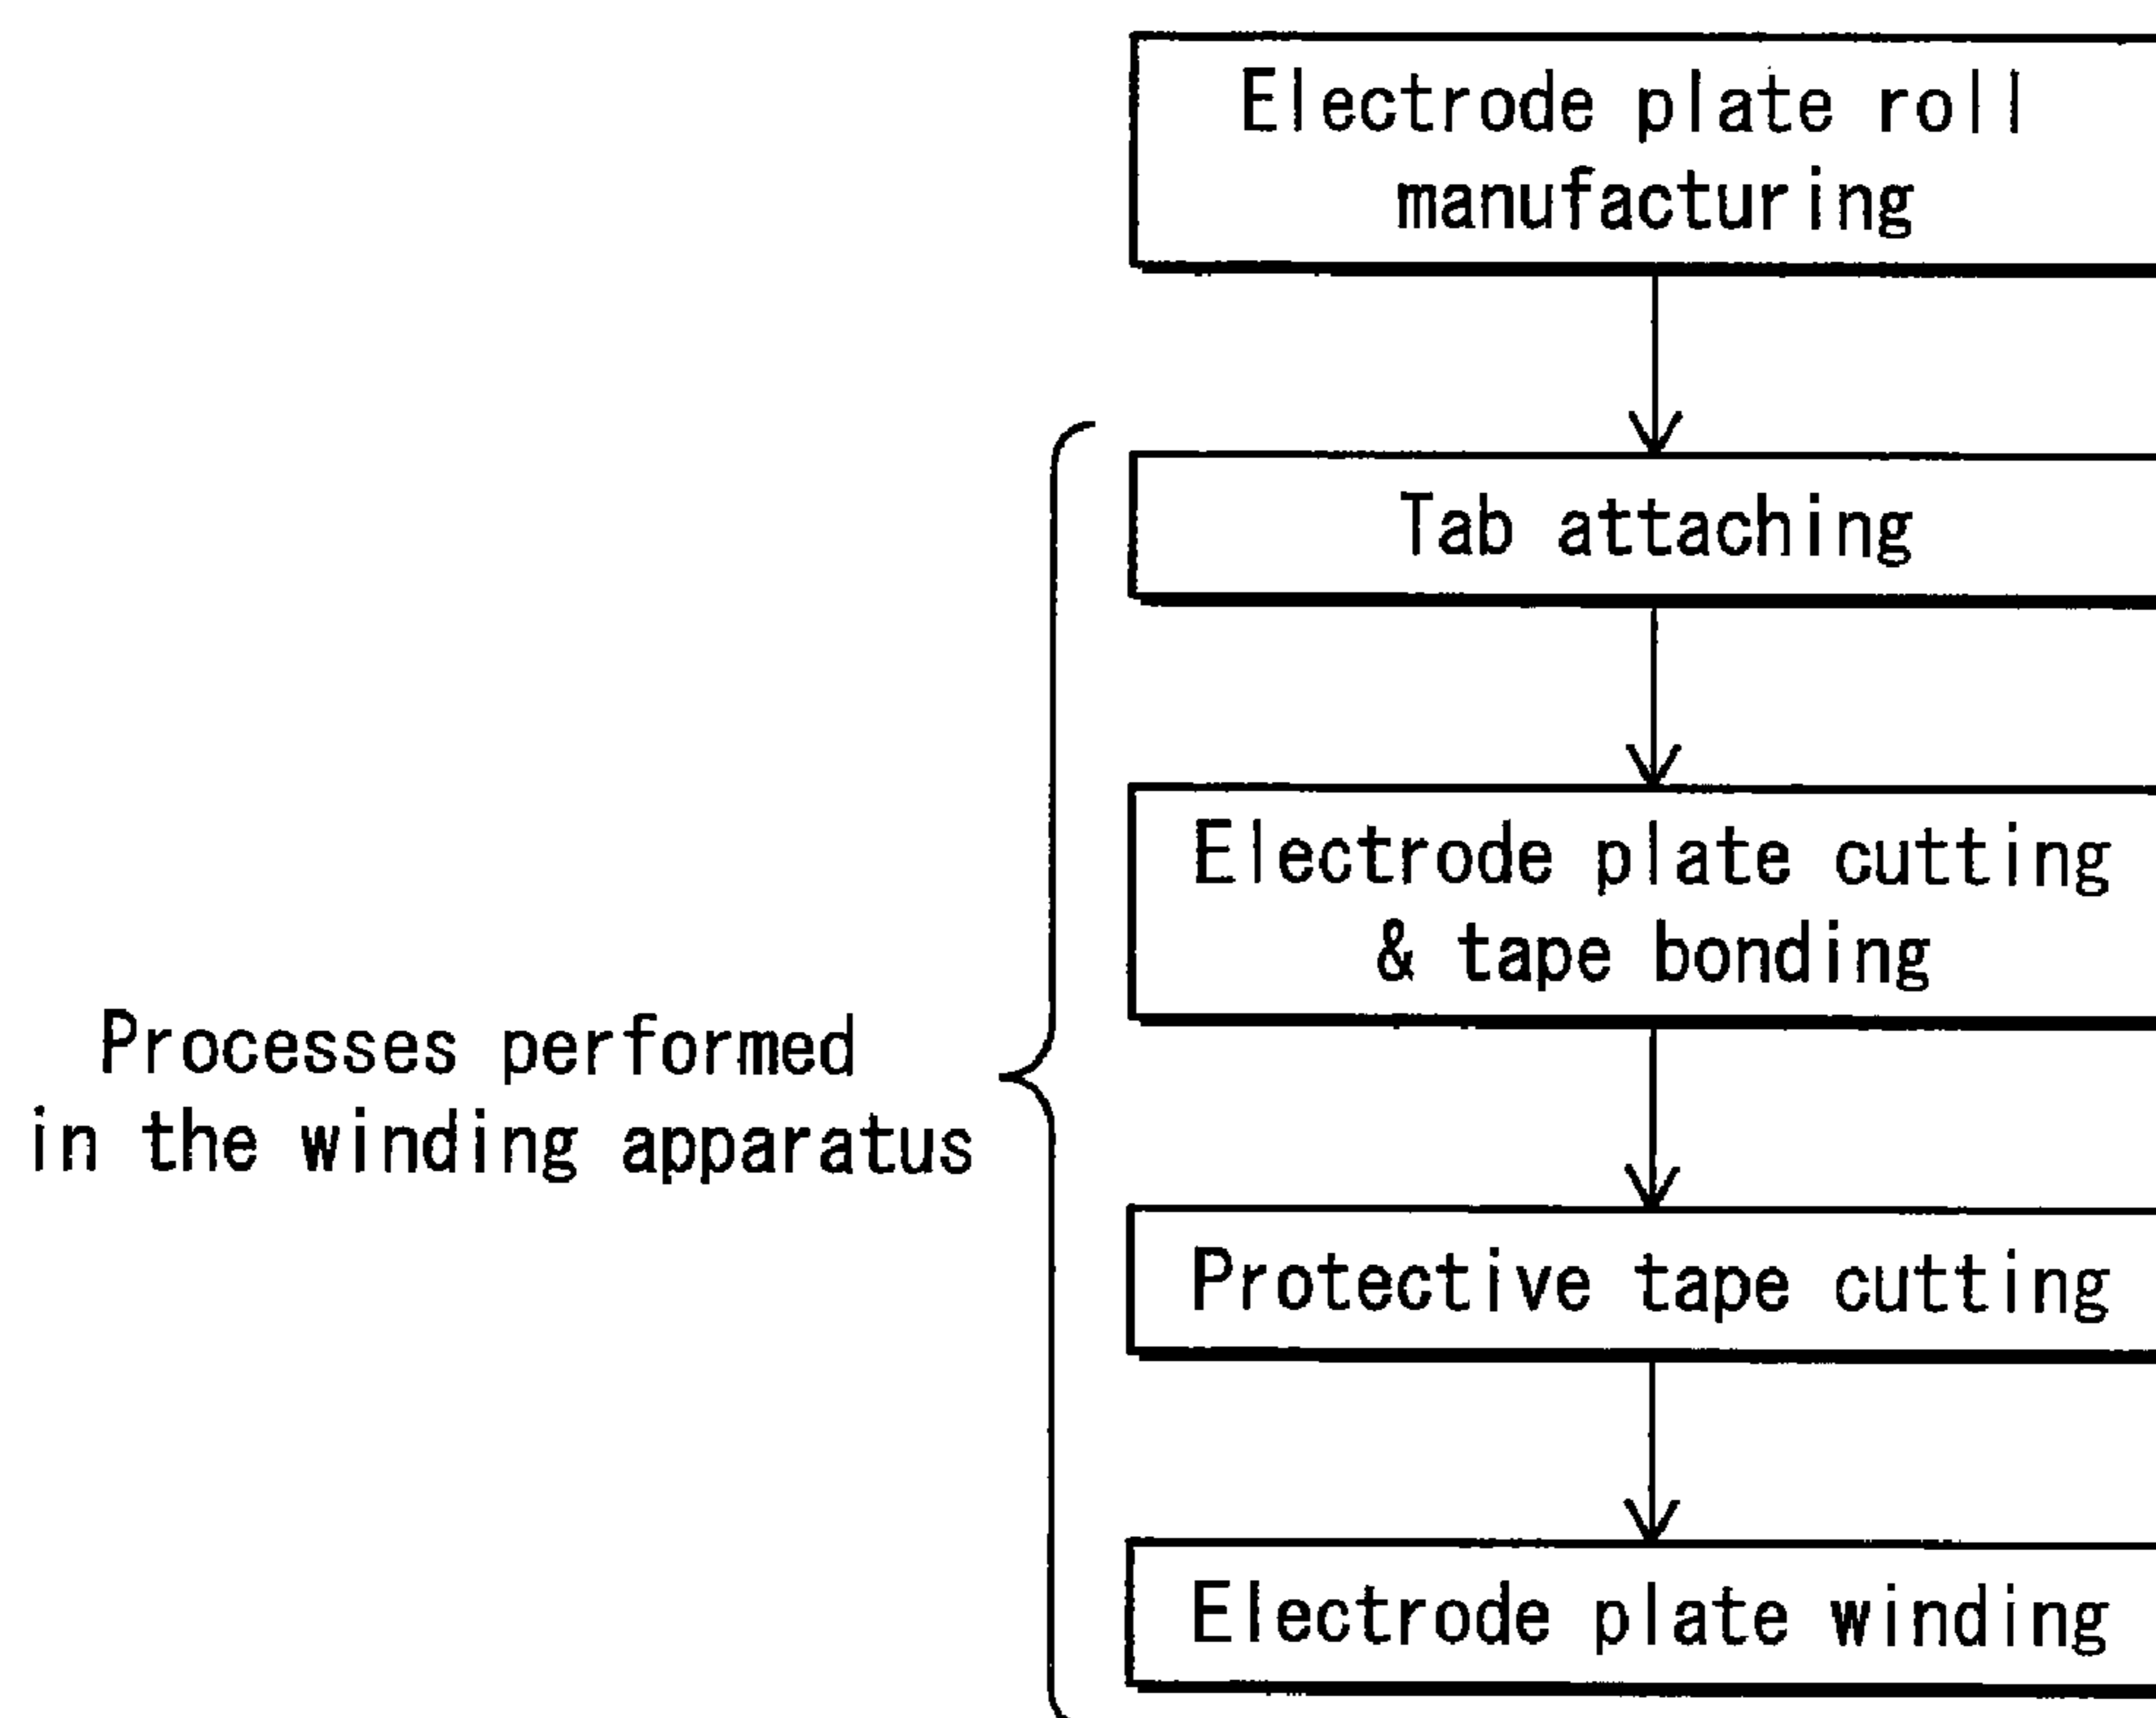 Electrode plate roll
manufacturing
Tab attaching
Electrode plate cutting
& tape bonding
Processes performed
in the winding apparatus
Protective tape cutting
Electrode plate winding